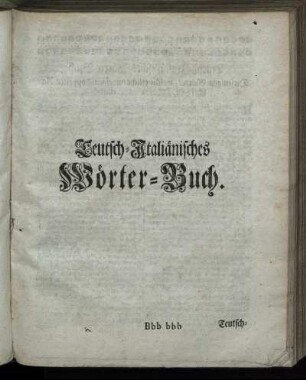 Teutsch-Italiänisches
Wörter-Buch.
Bbb bbb Teutsch-